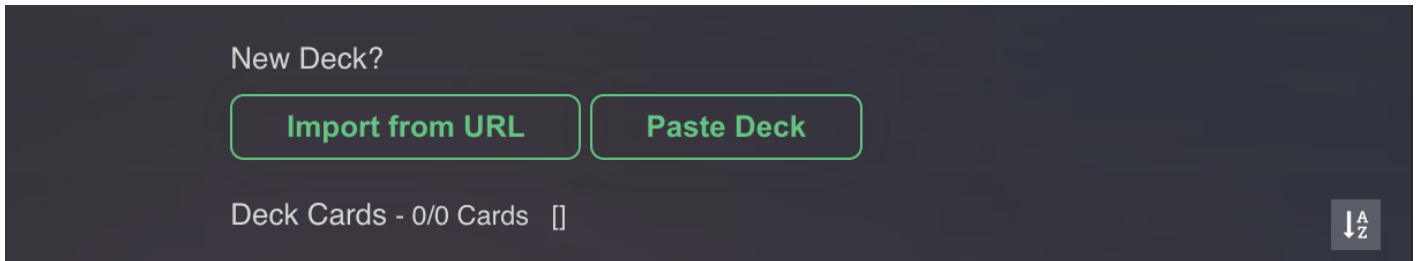 New Deck?
Import from URL Paste Deck
Deck Cards - 0/0 Cards []
A
Z